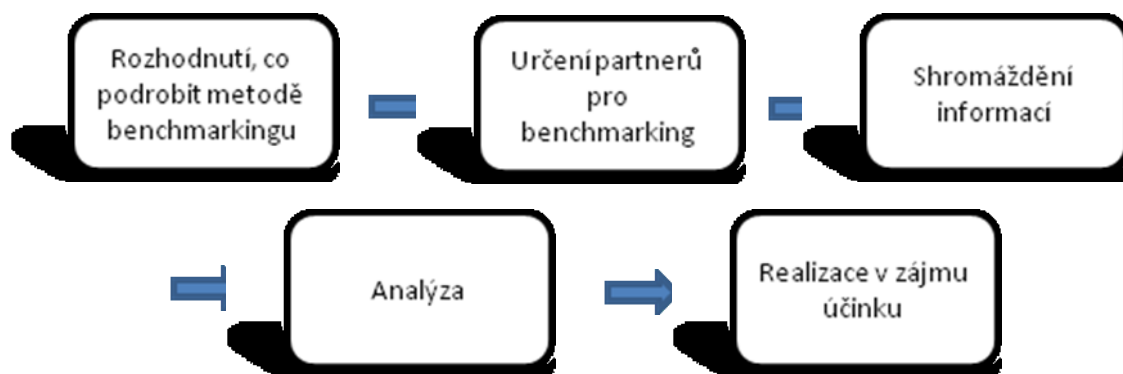 Rozhodnutí, co
podrobit metodě
benchmarkingu
Určení partnerů
pro
benchmarking
Shromáždění
informací
Analýza
Realizace v zájmu
účinku